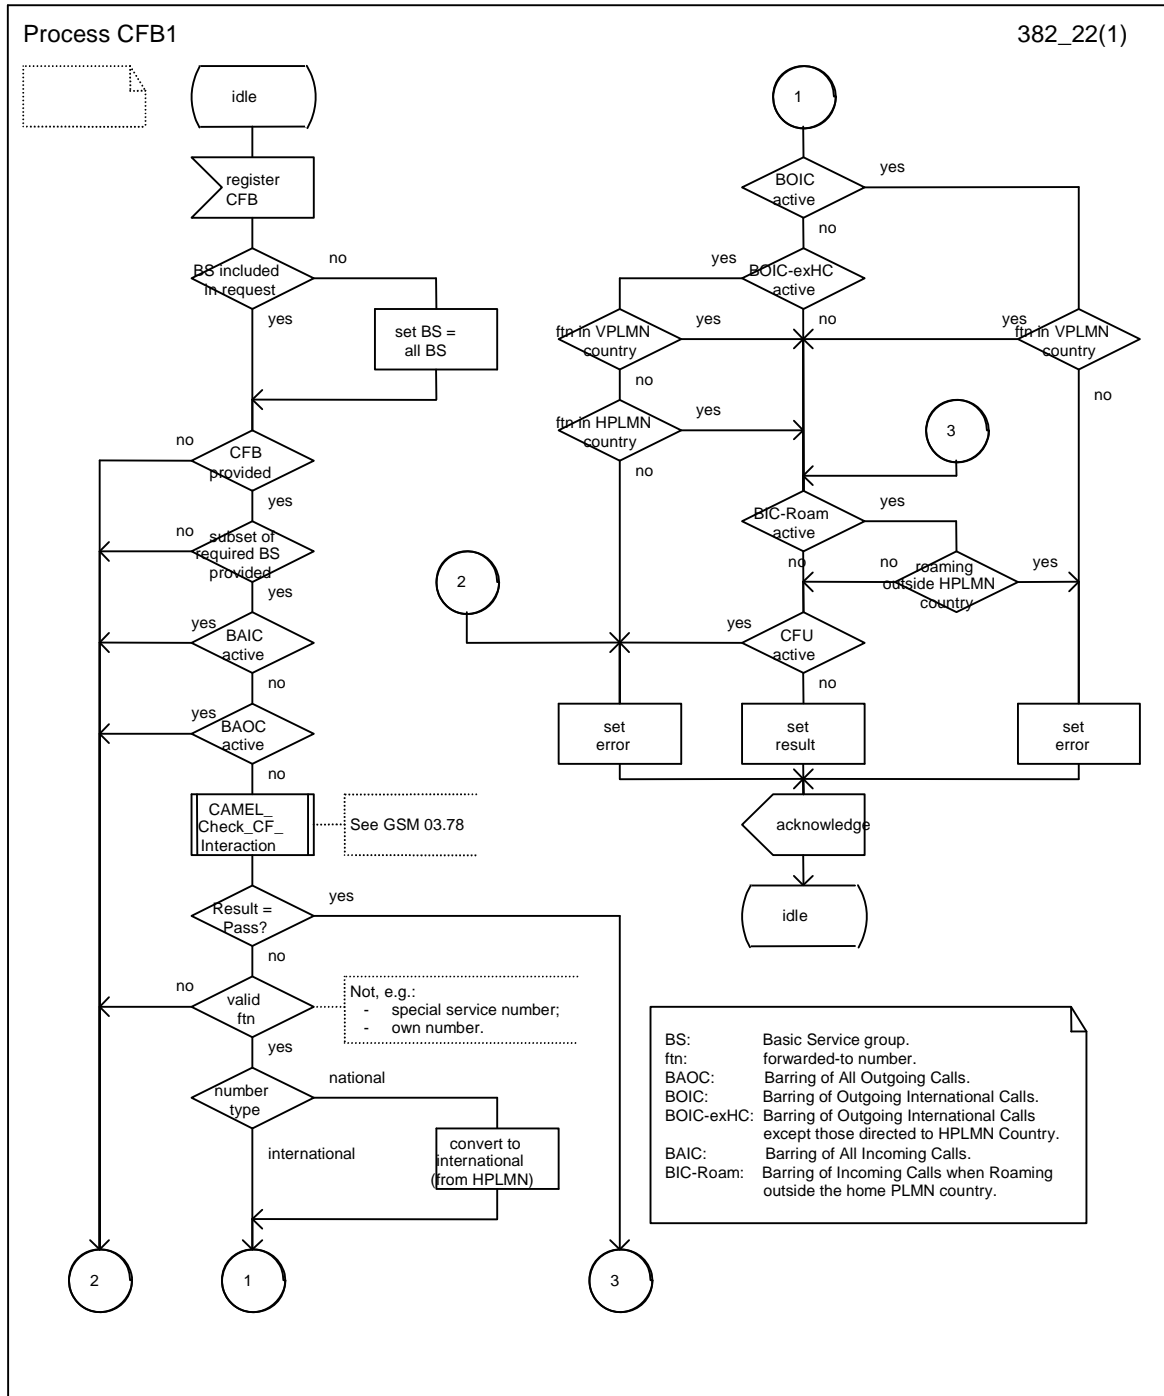 Process CFB1
382_22(1)
idle
register
CFB
BS included
in request
no
yes
set BS =
all BS
no
CFB
provided
yes
no
subset of
required BS
provided
yes
yes
BAIC
active
no
yes
BAOC
active
no
CAMEL_
Check_CF_
Interaction
See GSM 03.78
Result =
Pass?
yes
no
no
valid
ftn
Not, e.g.:
- special service number;
- own number.
yes
number
type
national
international
convert to
international
(from HPLMN)
2
1
3
1
BOIC
active
yes
no
yes
BOIC-exHC
active
no
ftn in VPLMN
country
yes
no
yes
ftn in VPLMN
country
no
ftn in HPLMN
country
yes
no
3
BIC-Roam
active
yes
no
no
roaming
outside HPLMN
country
yes
2
yes
CFU
active
no
set
error
set
result
set
error
acknowledge
idle
BS: Basic Service group.
ftn: forwarded-to number.
BAOC: Barring of All Outgoing Calls.
BOIC: Barring of Outgoing International Calls.
BOIC-exHC: Barring of Outgoing International Calls
except those directed to HPLMN Country.
BAIC: Barring of All Incoming Calls.
BIC-Roam: Barring of Incoming Calls when Roaming
outside the home PLMN country.